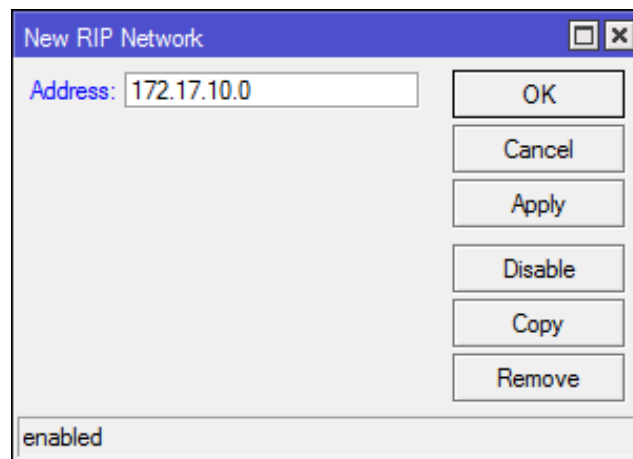 New RIP Network
Address: 172.17.10.0
OK
Cancel
Apply
Disable
Copy
Remove
enabled